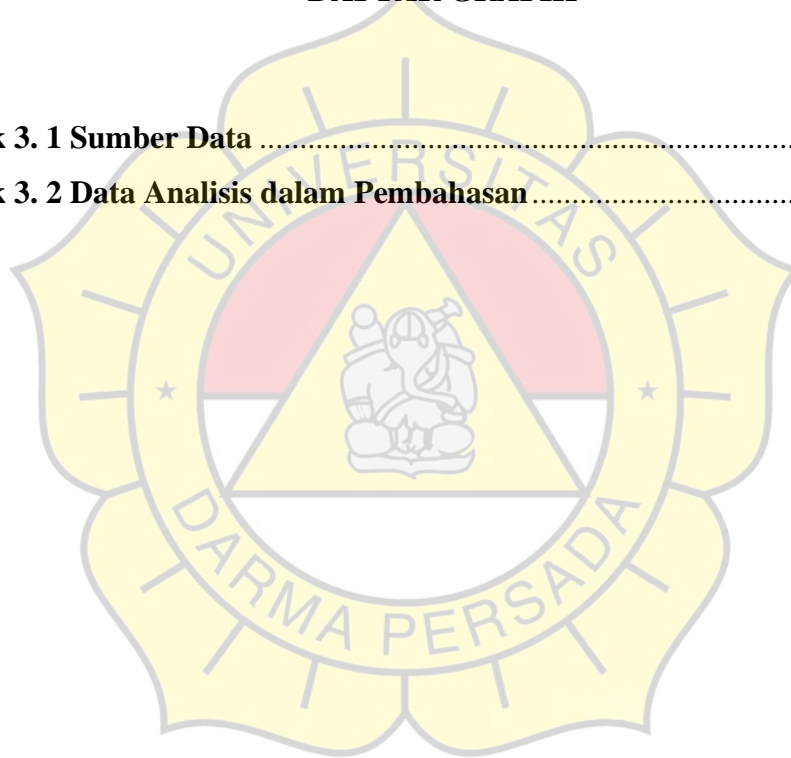 k 3. 1 Sumber Data ........................................................................
k 3. 2 Data Analisis dalam Pembahasan ...................................
UNIVERSITAS
DARMA PERSADA